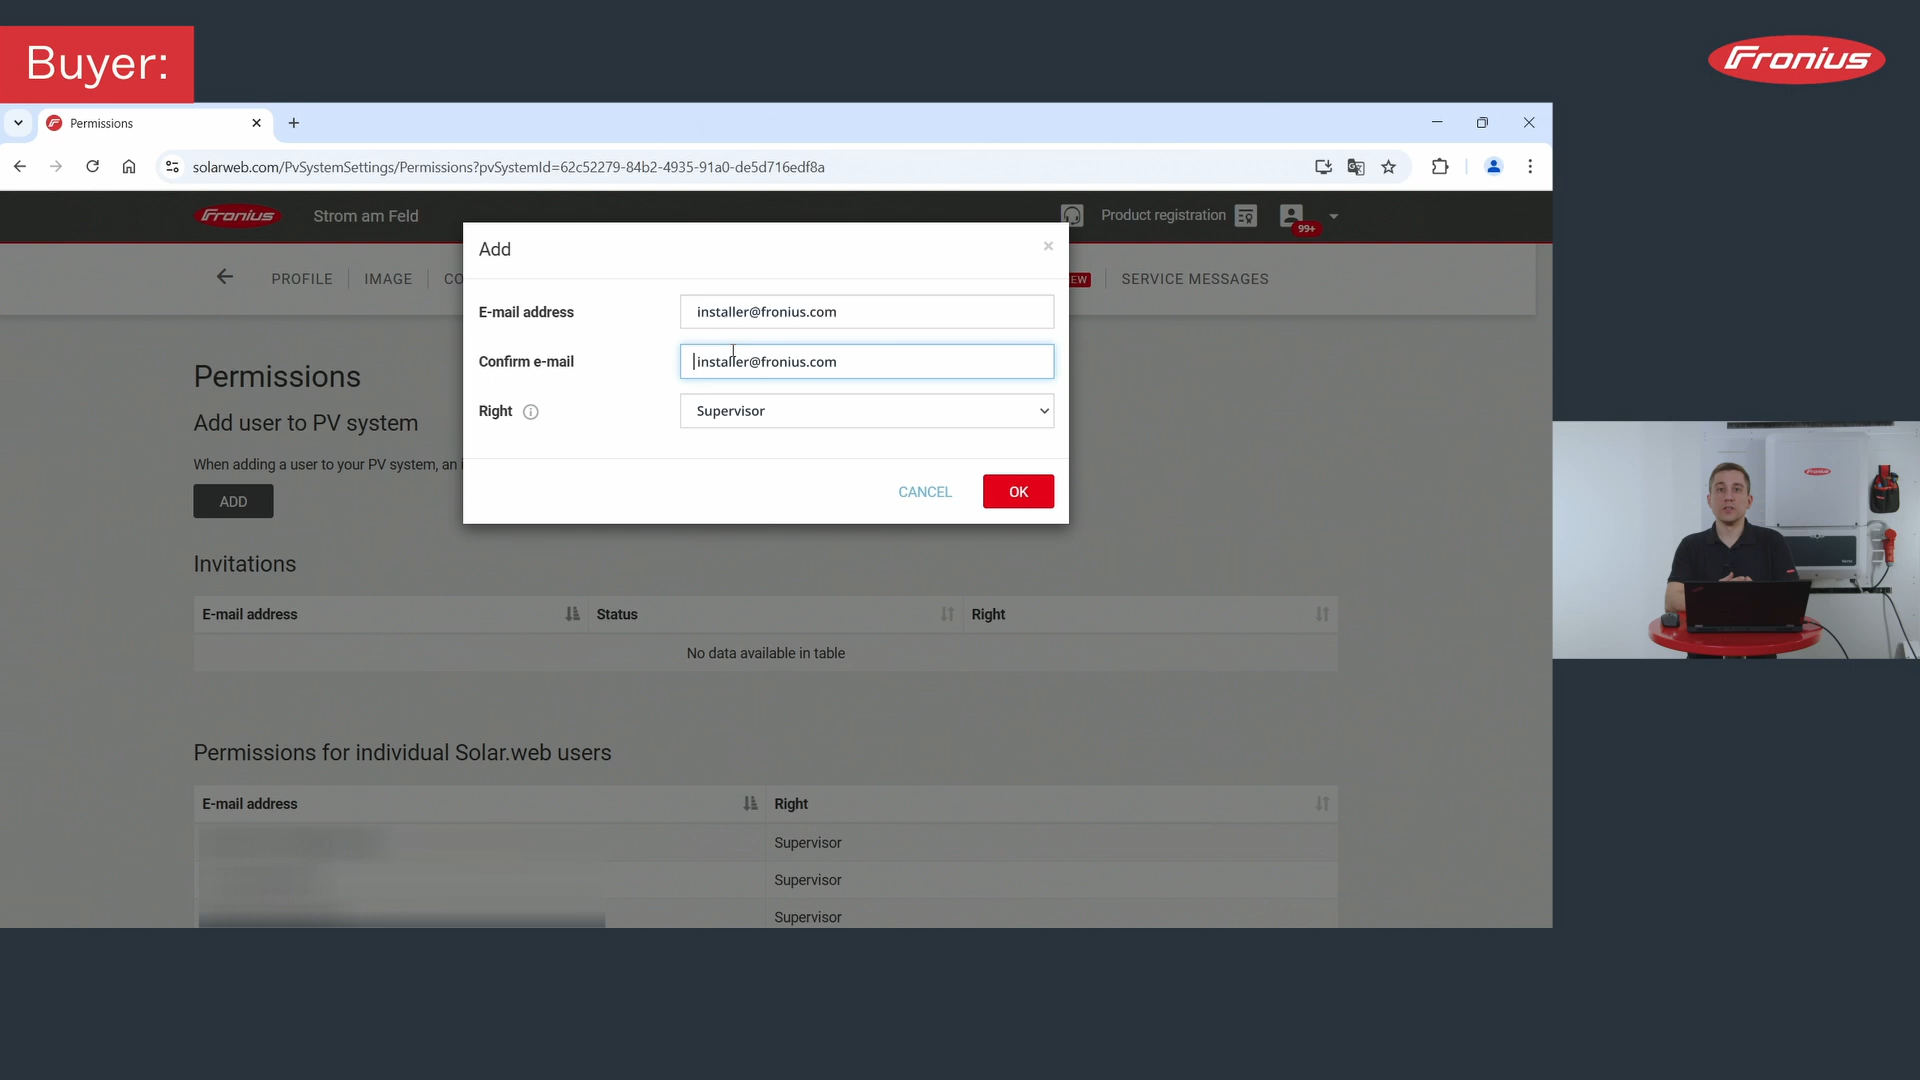 Buyer:
Fronius
Permissions
solarweb.com/PvSystemSettings/Permissions?pvSystemId=62c52279-84b2-4935-91a0-de5d716edf8a
Fronius
Strom am Feld
Product registration
99+
PROFILE
IMAGE
CO
EW
SERVICE MESSAGES
Add
E-mail address
installer@fronius.com
Confirm e-mail
installer@fronius.com
Right
Supervisor
CANCEL
OK
Permissions
Add user to PV system
When adding a user to your PV system, an i
ADD
Invitations
E-mail address Status Right
No data available in table
Permissions for individual Solar.web users
E-mail address Right
Supervisor
Supervisor
Supervisor